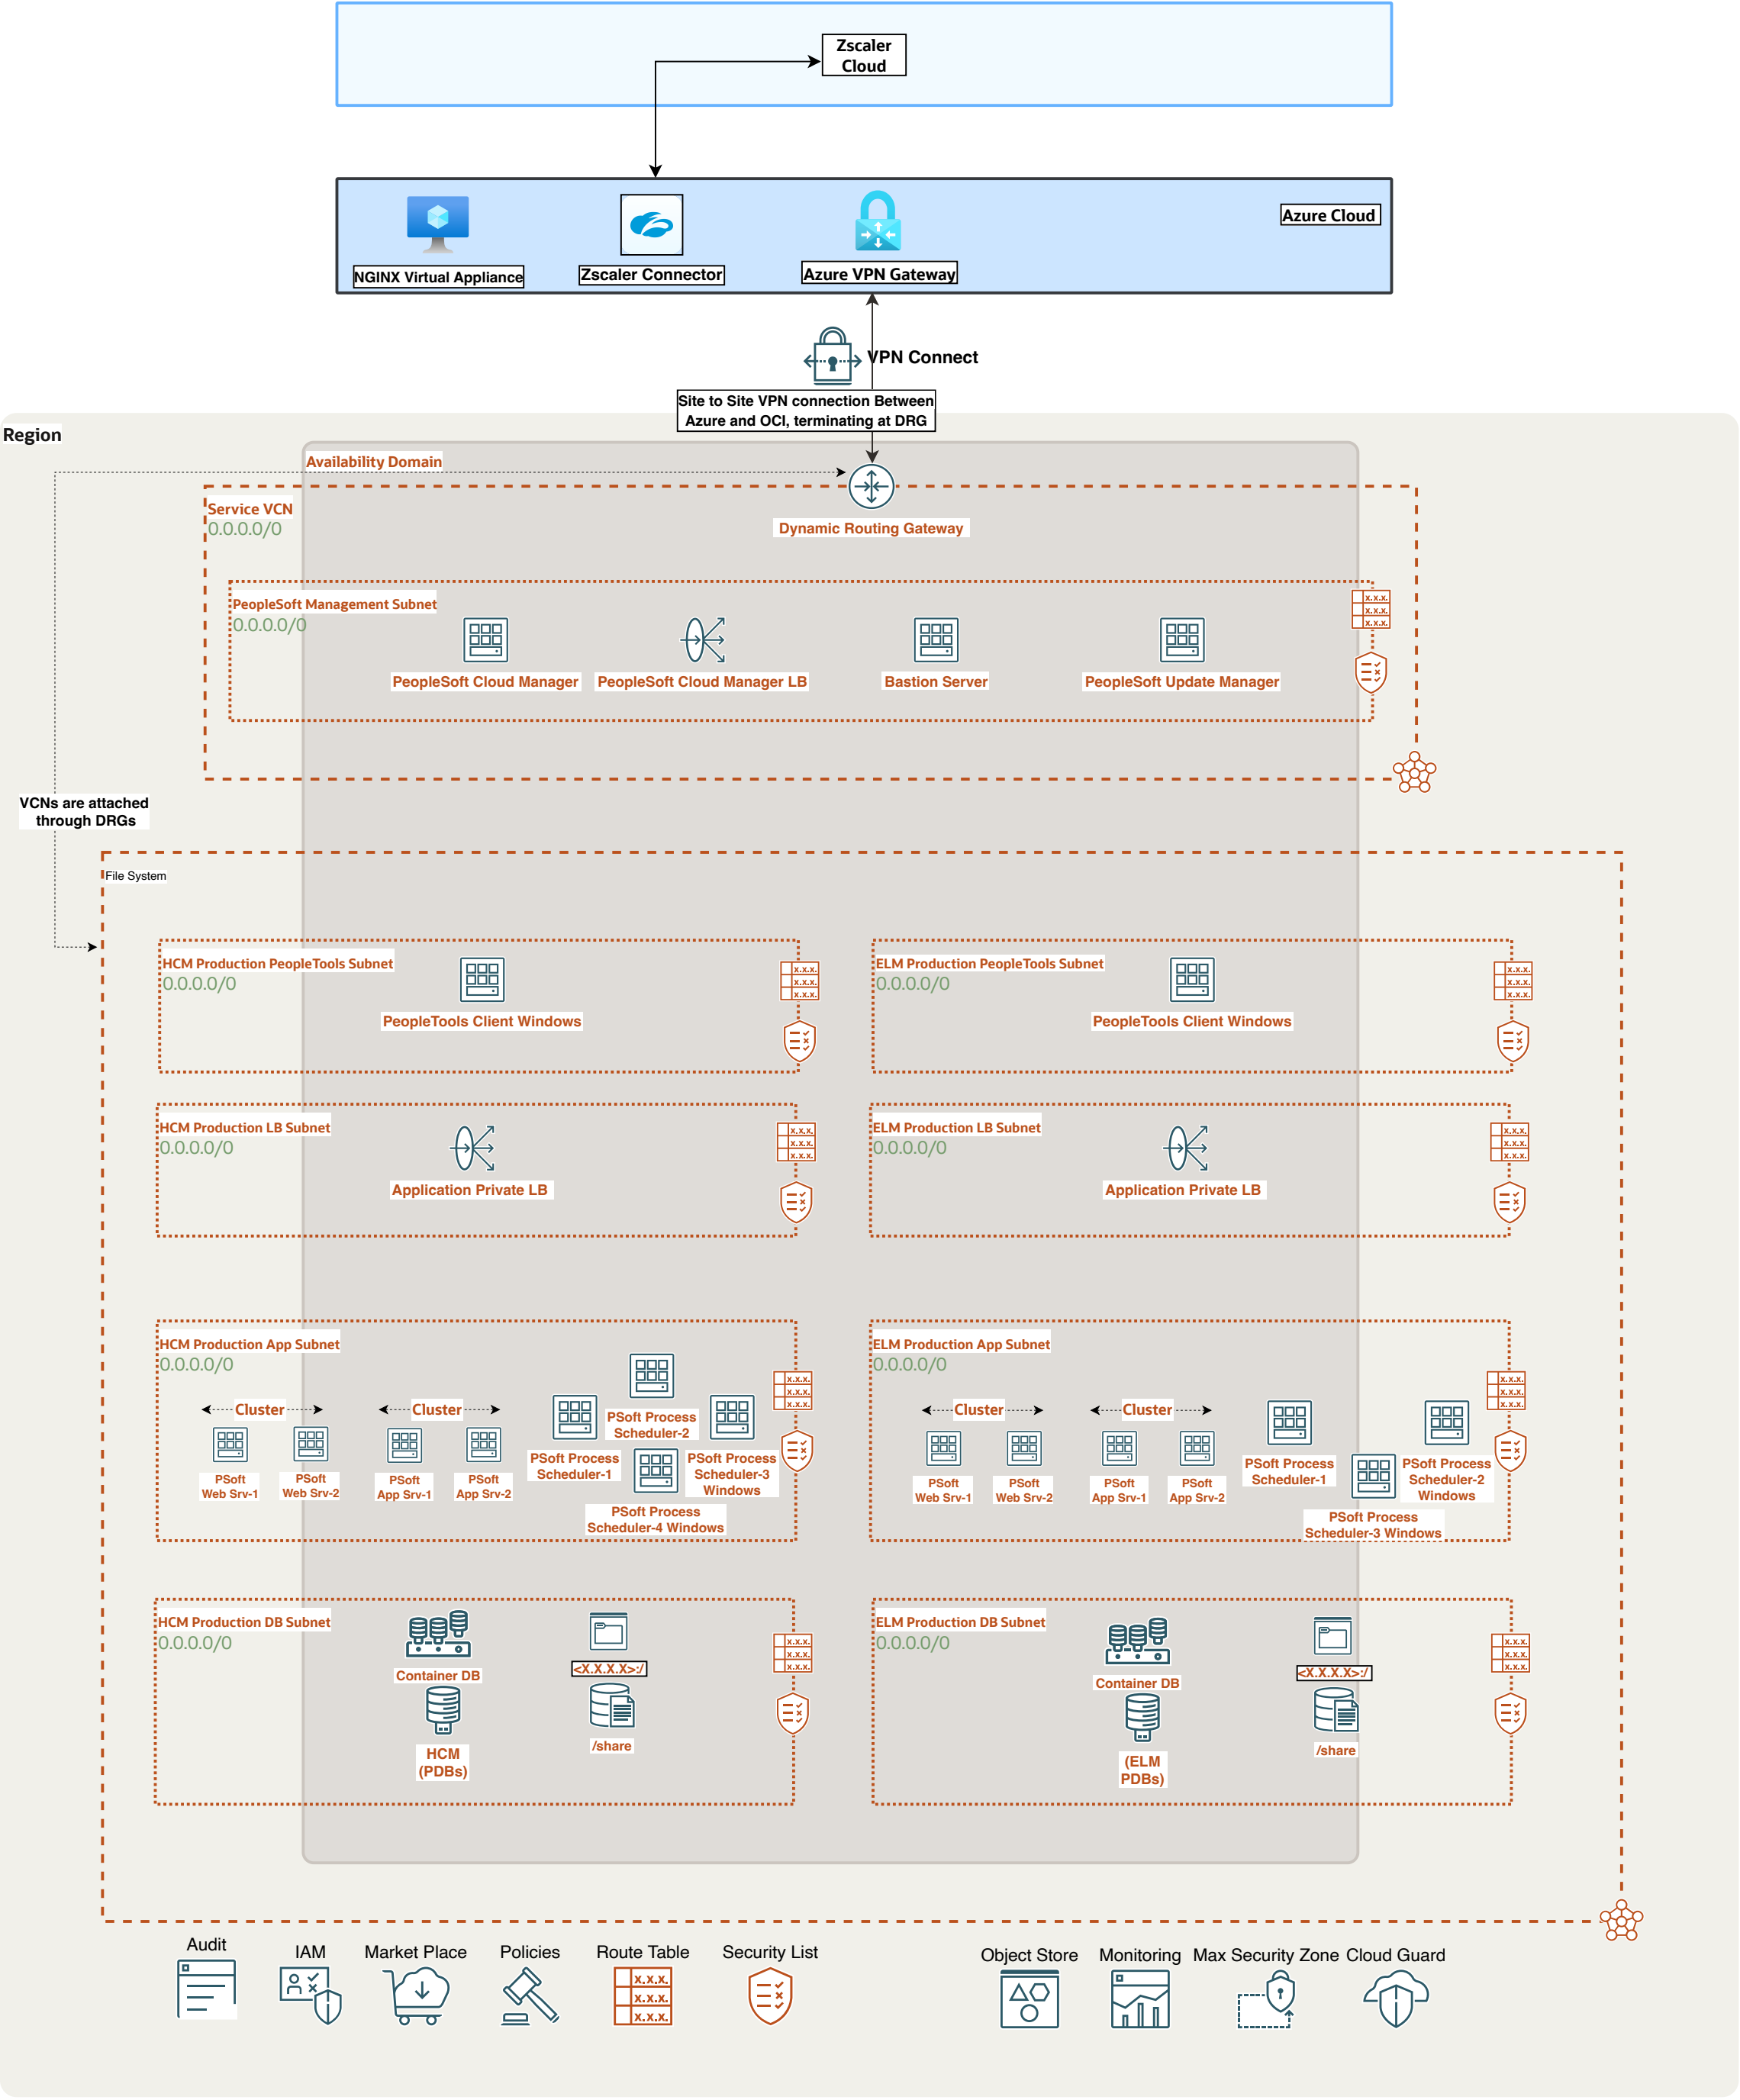 Zscaler
Cloud
Azure Cloud
NGINX Virtual Appliance
Zscaler Connector
Azure VPN Gateway
VPN Connect
Site to Site VPN connection Between
Azure and OCI, terminating at DRG
Region
Availability Domain
Service VCN
0.0.0.0/0
Dynamic Routing Gateway
PeopleSoft Management Subnet
0.0.0.0/0
x.x.x.
x.x.x.
x.x.x.
PeopleSoft Cloud Manager
PeopleSoft Cloud Manager LB
Bastion Server
PeopleSoft Update Manager
VCNs are attached
through DRGs
File System
HCM Production PeopleTools Subnet
0.0.0.0/0
PeopleTools Client Windows
x.x.x.
x.x.x.
x.x.x.
ELM Production PeopleTools Subnet
0.0.0.0/0
PeopleTools Client Windows
x.x.x.
x.x.x.
x.x.x.
HCM Production LB Subnet
0.0.0.0/0
Application Private LB
x.x.x.
x.x.x.
x.x.x.
ELM Production LB Subnet
0.0.0.0/0
Application Private LB
x.x.x.
x.x.x.
x.x.x.
HCM Production App Subnet
0.0.0.0/0
Cluster
Cluster
PSoft
Web Srv-1
PSoft
Web Srv-2
PSoft
App Srv-1
PSoft
App Srv-2
PSoft Process
Scheduler-1
PSoft Process
Scheduler-2
PSoft Process
Scheduler-3
Windows
PSoft Process
Scheduler-4 Windows
x.x.x.
x.x.x.
x.x.x.
ELM Production App Subnet
0.0.0.0/0
Cluster
Cluster
PSoft
Web Srv-1
PSoft
Web Srv-2
PSoft
App Srv-1
PSoft
App Srv-2
PSoft Process
Scheduler-1
PSoft Process
Scheduler-2
Windows
PSoft Process
Scheduler-3 Windows
x.x.x.
x.x.x.
x.x.x.
HCM Production DB Subnet
0.0.0.0/0
Container DB
HCM
(PDBs)
<X.X.X.X>:/
/share
x.x.x.
x.x.x.
x.x.x.
ELM Production DB Subnet
0.0.0.0/0
Container DB
(ELM
PDBs)
<X.X.X.X>:/
/share
x.x.x.
x.x.x.
x.x.x.
Audit
IAM
Market Place
Policies
Route Table
x.x.x.
x.x.x.
x.x.x.
Security List
Object Store
Monitoring
Max Security Zone
Cloud Guard